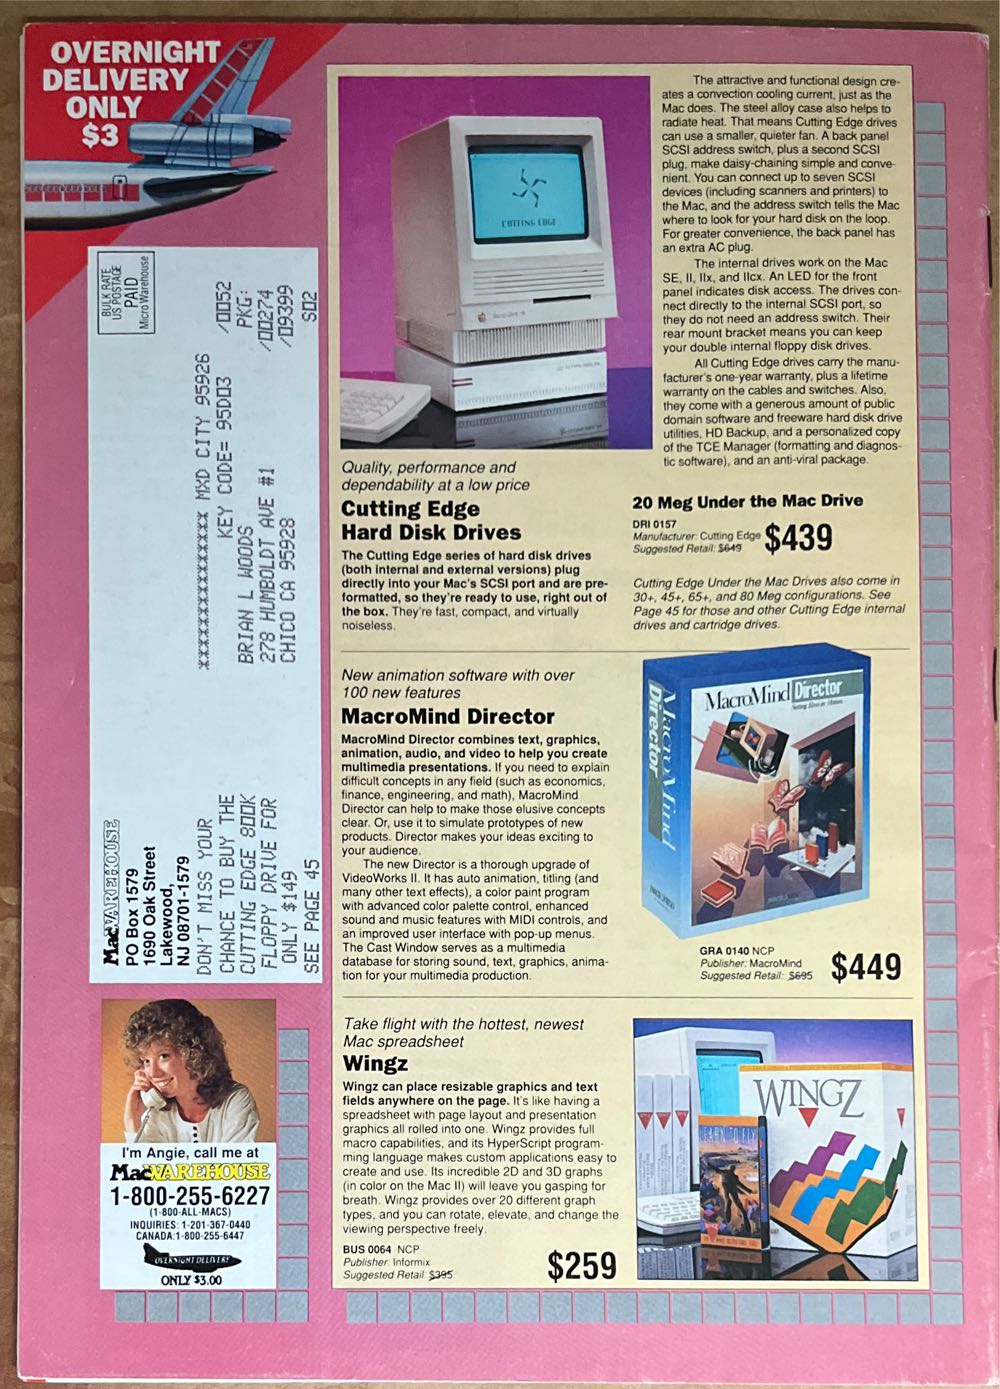 OVERNIGHT
DELIVERY
ONLY
$3
BULK RATE
US POSTAGE
PAID
Micro Warehouse
/0052
PKG:
/00274
/09399
S02
xxxxxxxxxxxxxxxxxx MXD CITY 95926
KEY CODE= 95D03
BRIAN L WOODS
278 HUMBOLDT AVE #1
CHICO CA 95928
MacWAREHOUSE
PO Box 1579
1690 Oak Street
Lakewood,
NJ 08701-1579
DON'T MISS YOUR
CHANCE TO BUY THE
CUTTING EDGE 800K
FLOPPY DRIVE FOR
ONLY $149
SEE PAGE 45
I'm Angie, call me at
MacWAREHOUSE
1-800-255-6227
(1-800-ALL-MACS)
INQUIRIES: 1-201-367-0440
CANADA:1-800-255-6447
OVERNIGHT DELIVERY
ONLY $3.00
CUTTING EDGE
The attractive and functional design cre-
ates a convection cooling current, just as the
Mac does. The steel alloy case also helps to
radiate heat. That means Cutting Edge drives
can use a smaller, quieter fan. A back panel
SCSI address switch, plus a second SCSI
plug, make daisy-chaining simple and conve-
nient. You can connect up to seven SCSI
devices (including scanners and printers) to
the Mac, and the address switch tells the Mac
where to look for your hard disk on the loop.
For greater convenience, the back panel has
an extra AC plug.
The internal drives work on the Mac
SE, II, IIx, and IIcx. An LED for the front
panel indicates disk access. The drives con-
nect directly to the internal SCSI port, so
they do not need an address switch. Their
rear mount bracket means you can keep
your double internal floppy disk drives.
All Cutting Edge drives carry the manu-
facturer's one-year warranty, plus a lifetime
warranty on the cables and switches. Also,
they come with a generous amount of public
domain software and freeware hard disk drive
utilities, HD Backup, and a personalized copy
of the TCE Manager (formatting and diagnos-
tic software), and an anti-viral package.
Quality, performance and
dependability at a low price
Cutting Edge
Hard Disk Drives
The Cutting Edge series of hard disk drives
(both internal and external versions) plug
directly into your Mac's SCSI port and are pre-
formatted, so they're ready to use, right out of
the box. They're fast, compact, and virtually
noiseless.
20 Meg Under the Mac Drive
DRI 0157
Manufacturer: Cutting Edge
Suggested Retail: $649
$439
Cutting Edge Under the Mac Drives also come in
30+, 45+, 65+, and 80 Meg configurations. See
Page 45 for those and other Cutting Edge internal
drives and cartridge drives.
New animation software with over
100 new features
MacroMind Director
MacroMind Director combines text, graphics,
animation, audio, and video to help you create
multimedia presentations. If you need to explain
difficult concepts in any field (such as economics,
finance, engineering, and math), MacroMind
Director can help to make those elusive concepts
clear. Or, use it to simulate prototypes of new
products. Director makes your ideas exciting to
your audience.
The new Director is a thorough upgrade of
VideoWorks II. It has auto animation, titling (and
many other text effects), a color paint program
with advanced color palette control, enhanced
sound and music features with MIDI controls, and
an improved user interface with pop-up menus.
The Cast Window serves as a multimedia
database for storing sound, text, graphics, anima-
tion for your multimedia production.
MacroMind Director
MacroMind
Director
GRA 0140 NCP
Publisher: MacroMind
Suggested Retail: $695
$449
Take flight with the hottest, newest
Mac spreadsheet
Wingz
Wingz can place resizable graphics and text
fields anywhere on the page. It's like having a
spreadsheet with page layout and presentation
graphics all rolled into one. Wingz provides full
macro capabilities, and its HyperScript program-
ming language makes custom applications easy to
create and use. Its incredible 2D and 3D graphs
(in color on the Mac II) will leave you gasping for
breath. Wingz provides over 20 different graph
types, and you can rotate, elevate, and change the
viewing perspective freely.
BUS 0064 NCP
Publisher: Informix
Suggested Retail $395
$259
WINGZ